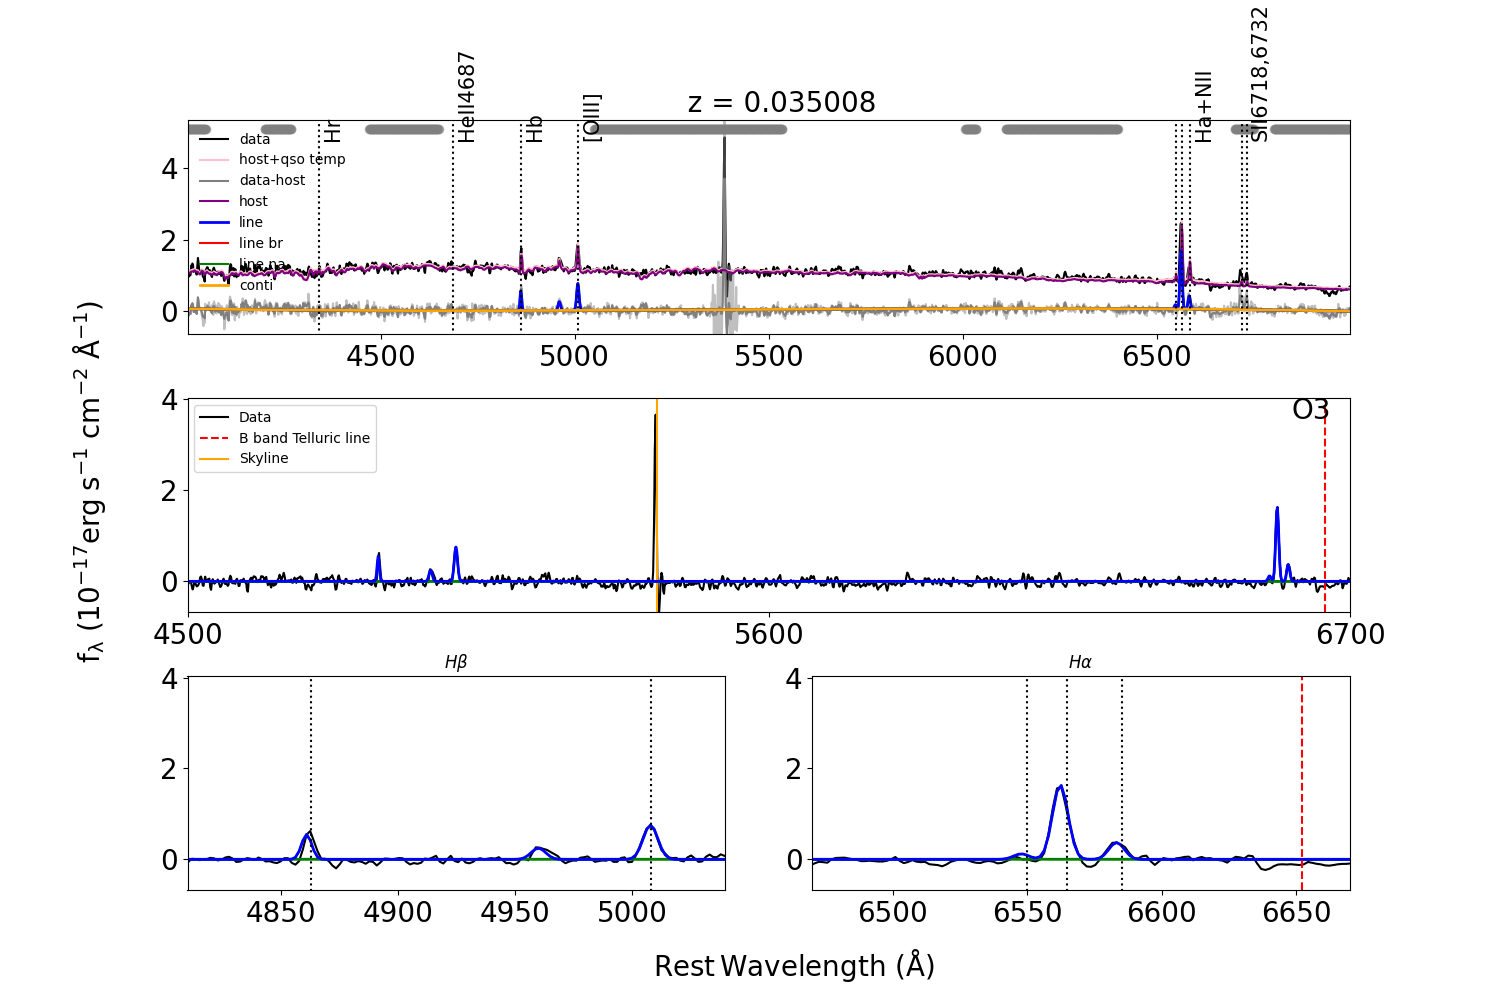 z = 0.035008
Hr
HeII4687
Hb
[OIII]
Ha+NII
SII6718,6732
data
host+qso temp
data-host
host
line
line br
line na
conti
4
2
0
4500 5000 5500 6000 6500
Data
B band Telluric line
Skyline
O3
4
2
0
4500 5600 6700
fλ (10⁻¹⁷erg s⁻¹ cm⁻² Å⁻¹)
Hβ
4
2
0
4850 4900 4950 5000
Hα
4
2
0
6500 6550 6600 6650
Rest Wavelength (Å)